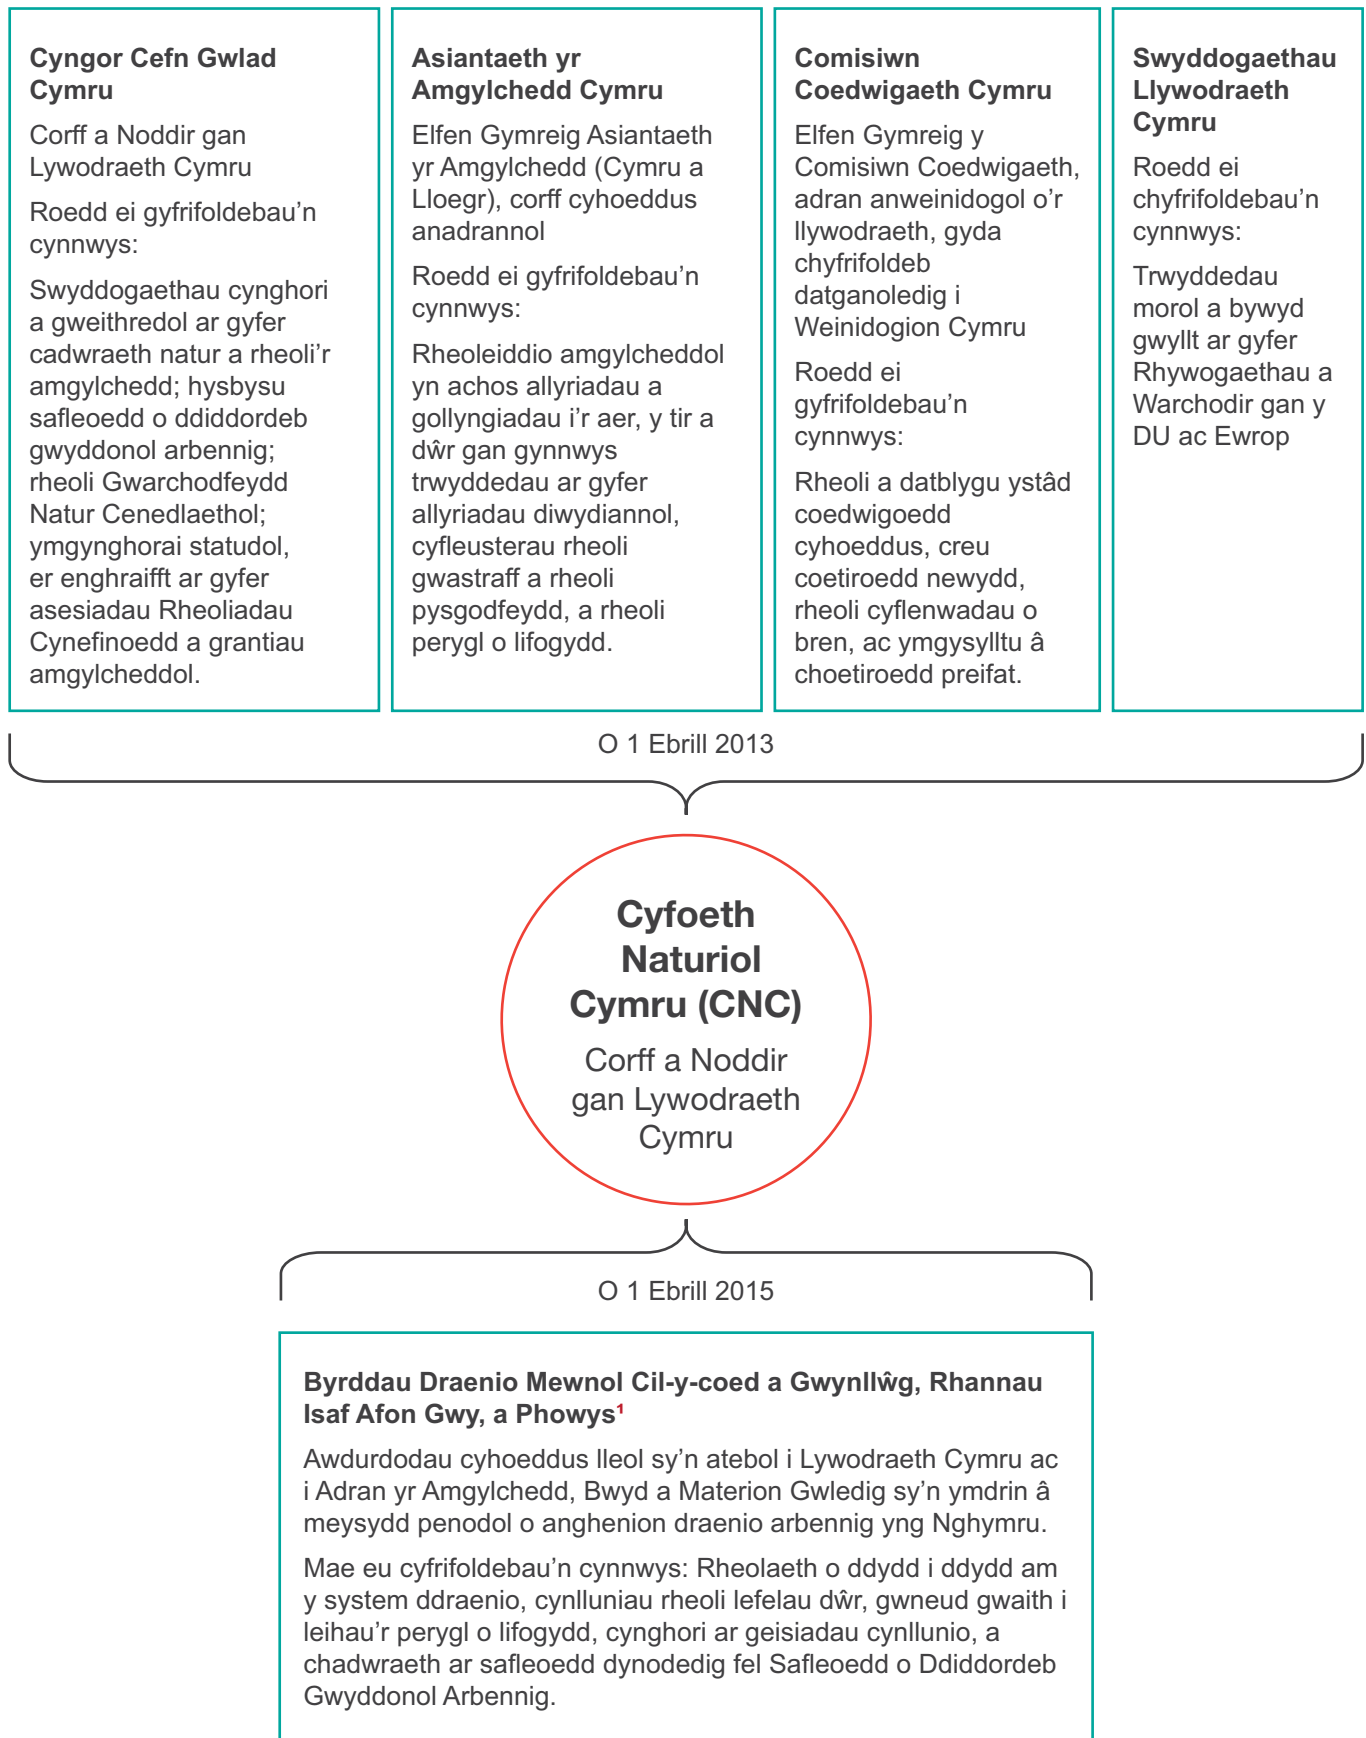 Cyngor Cefn Gwlad
Cymru
Corff a Noddir gan
Lywodraeth Cymru
Roedd ei gyfrifoldebau’n
cynnwys:
Swyddogaethau cynghori
a gweithredol ar gyfer
cadwraeth natur a rheoli’r
amgylchedd; hysbysu
safleoedd o ddiddordeb
gwyddonol arbennig;
rheoli Gwarchodfeydd
Natur Cenedlaethol;
ymgynghorai statudol,
er enghraifft ar gyfer
asesiadau Rheoliadau
Cynefinoedd a grantiau
amgylcheddol.
Asiantaeth yr
Amgylchedd Cymru
Elfen Gymreig Asiantaeth
yr Amgylchedd (Cymru a
Lloegr), corff cyhoeddus
anadrannol
Roedd ei gyfrifoldebau’n
cynnwys:
Rheoleiddio amgylcheddol
yn achos allyriadau a
gollyngiadau i’r aer, y tir a
dŵr gan gynnwys
trwyddedau ar gyfer
allyriadau diwydiannol,
cyfleusterau rheoli
gwastraff a rheoli
pysgodfeydd, a rheoli
perygl o lifogydd.
Comisiwn
Coedwigaeth Cymru
Elfen Gymreig y
Comisiwn Coedwigaeth,
adran anweinidogol o’r
llywodraeth, gyda
chyfrifoldeb
datganoledig i
Weinidogion Cymru
Roedd ei
gyfrifoldebau’n
cynnwys:
Rheoli a datblygu ystâd
coedwigoedd
cyhoeddus, creu
coetiroedd newydd,
rheoli cyflenwadau o
bren, ac ymgysylltu â
choetiroedd preifat.
Swyddogaethau
Llywodraeth
Cymru
Roedd ei
chyfrifoldebau’n
cynnwys:
Trwyddedau
morol a bywyd
gwyllt ar gyfer
Rhywogaethau a
Warchodir gan y
DU ac Ewrop
O 1 Ebrill 2013
Cyfoeth
Naturiol
Cymru (CNC)
Corff a Noddir
gan Lywodraeth
Cymru
O 1 Ebrill 2015
Byrddau Draenio Mewnol Cil-y-coed a Gwynllŵg, Rhannau
Isaf Afon Gwy, a Phowys¹
Awdurdodau cyhoeddus lleol sy’n atebol i Lywodraeth Cymru ac
i Adran yr Amgylchedd, Bwyd a Materion Gwledig sy’n ymdrin â
meysydd penodol o anghenion draenio arbennig yng Nghymru.
Mae eu cyfrifoldebau’n cynnwys: Rheolaeth o ddydd i ddydd am
y system ddraenio, cynlluniau rheoli lefelau dŵr, gwneud gwaith i
leihau’r perygl o lifogydd, cynghori ar geisiadau cynllunio, a
chadwraeth ar safleoedd dynodedig fel Safleoedd o Ddiddordeb
Gwyddonol Arbennig.